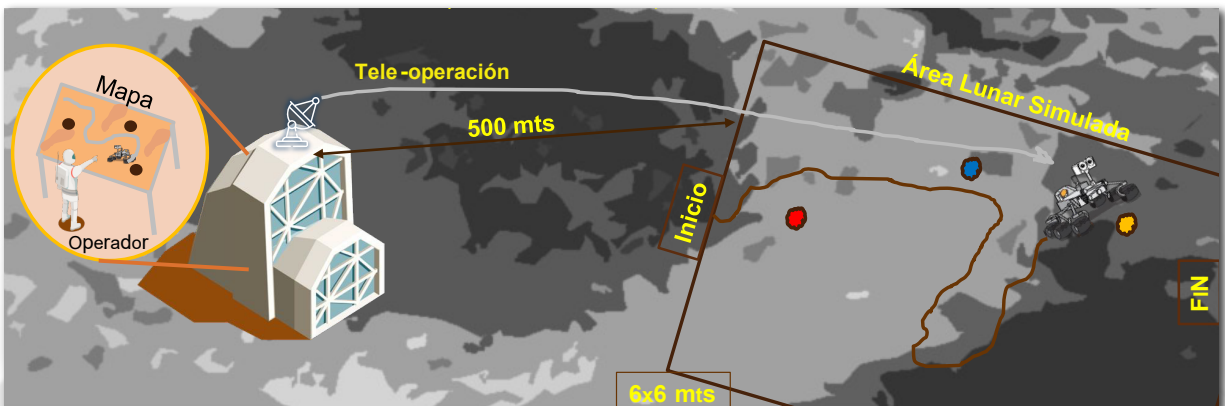 Mapa
Operador
Tele-operación
500 mts
Área Lunar Simulada
Inicio
FIN
6x6 mts